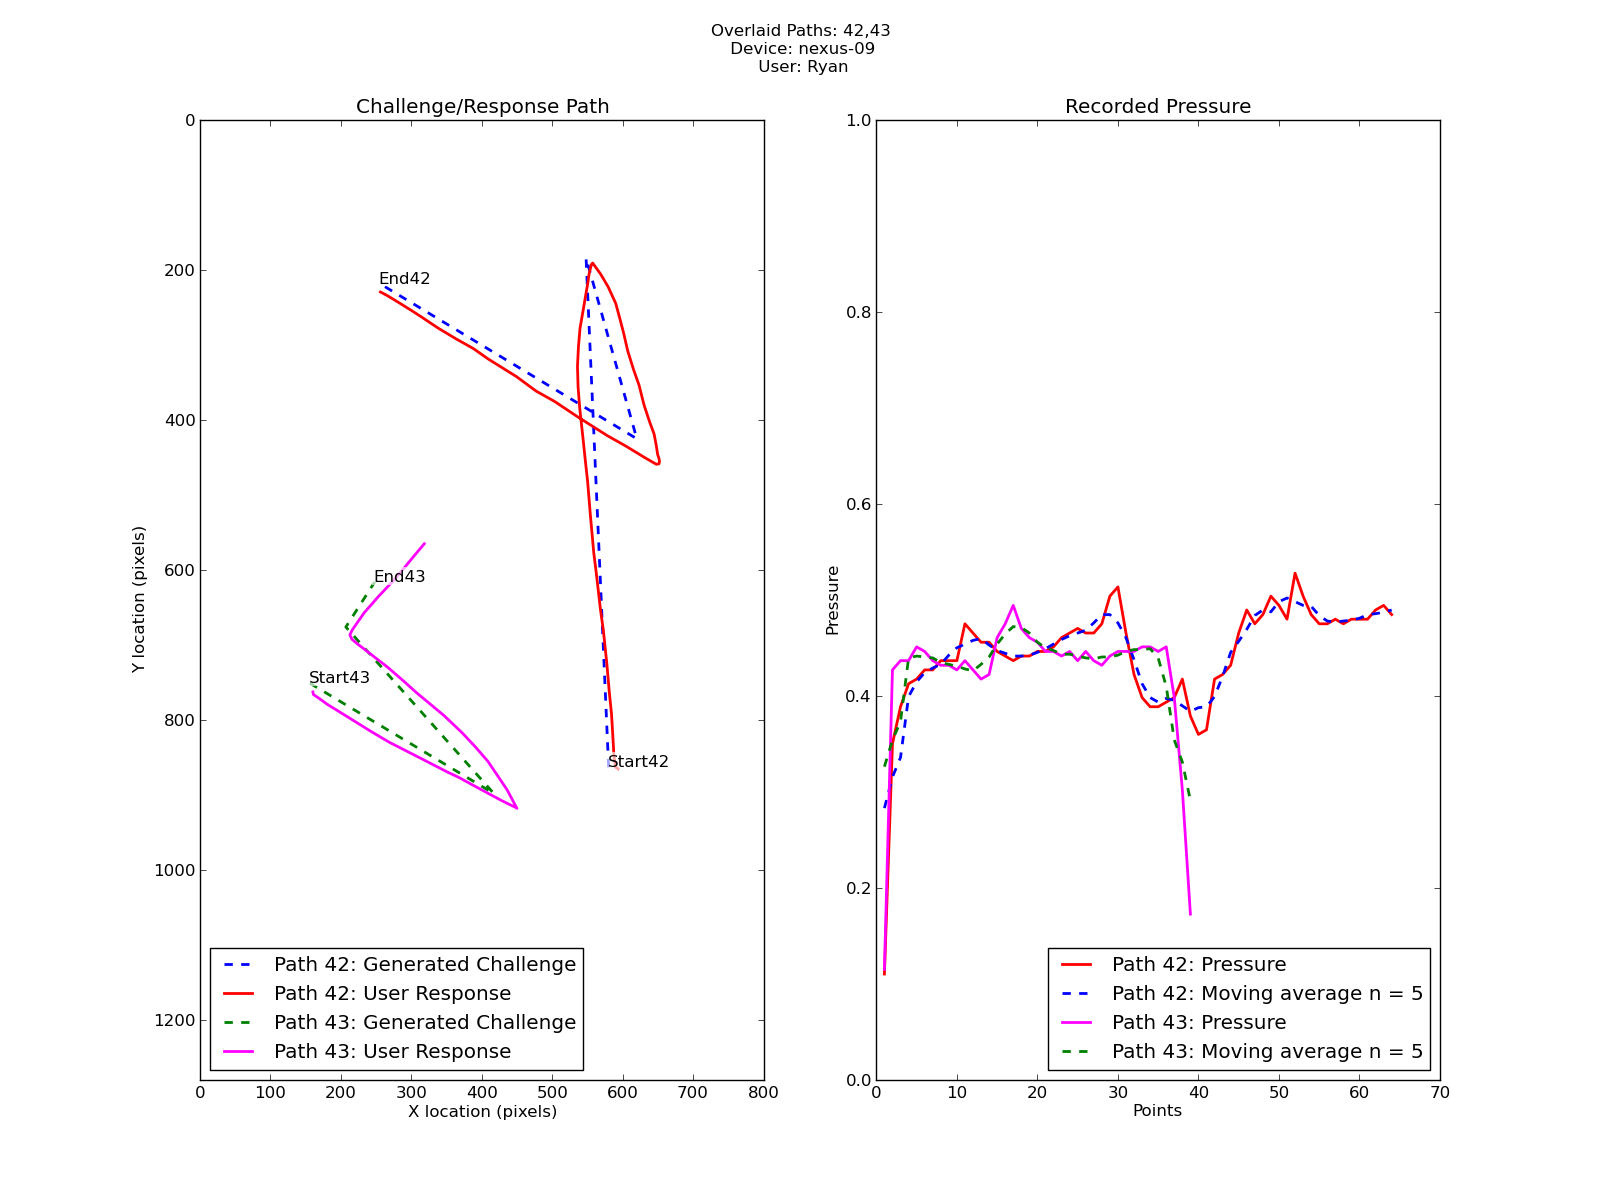 Overlaid Paths: 42,43
Device: nexus-09
User: Ryan
Challenge/Response Path
0
200
400
600
800
1000
1200
Y location (pixels)
End42
End43
Start43
Start42
Path 42: Generated Challenge
Path 42: User Response
Path 43: Generated Challenge
Path 43: User Response
0 100 200 300 400 500 600 700 800
X location (pixels)
Recorded Pressure
1.0
0.8
0.6
0.4
0.2
0.0
Pressure
Path 42: Pressure
Path 42: Moving average n = 5
Path 43: Pressure
Path 43: Moving average n = 5
0 10 20 30 40 50 60 70
Points